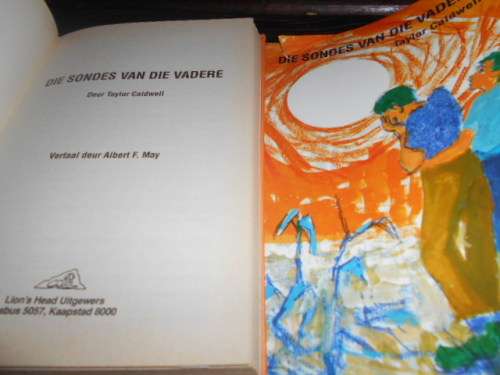 DIE SONDES VAN DIE VADERE
Deur Taylor Caldwell
Vertaal deur Albert F. May
Lion's Head Uitgewers
sbus 5057, Kaapstad 8000
DIE SONDES VAN DIE VADERE
Taylor Caldwell